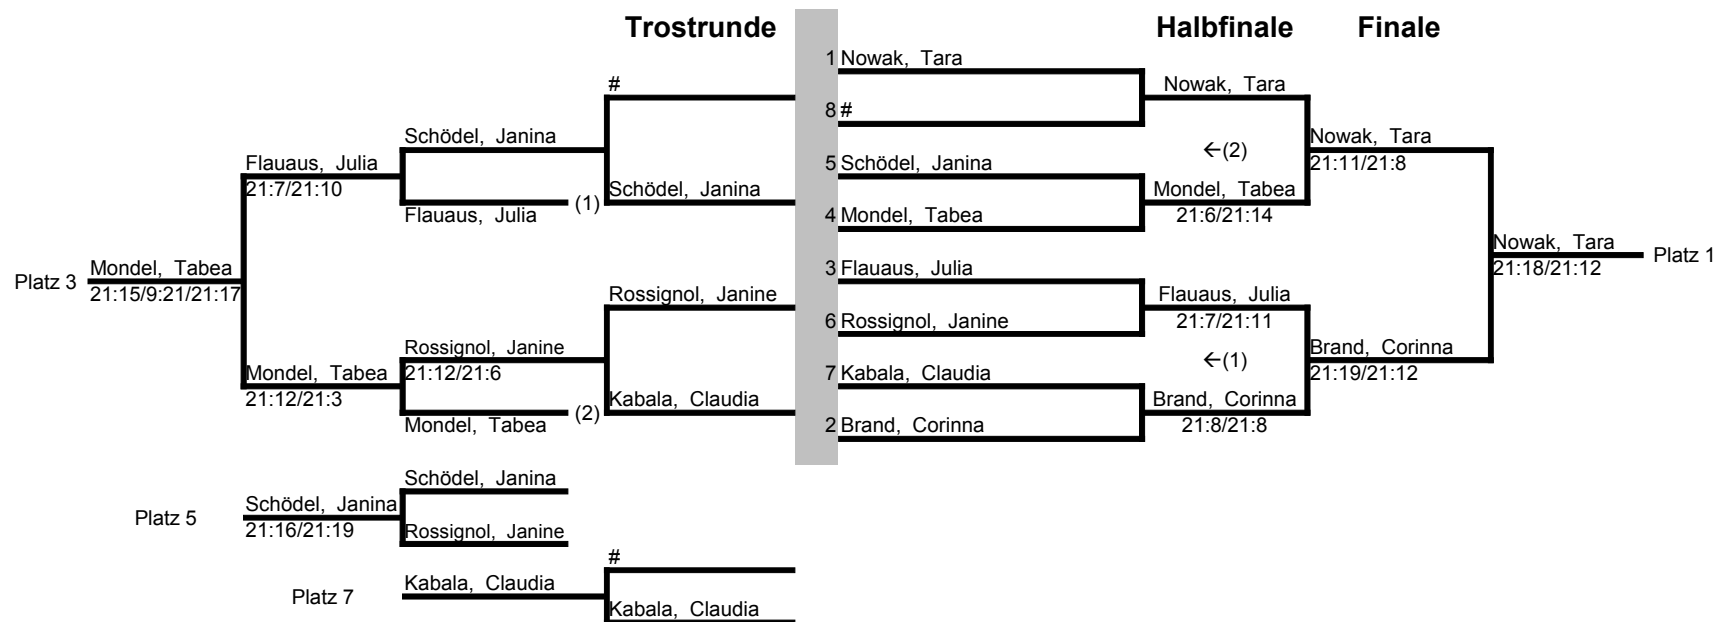 Trostrunde Halbfinale Finale
1 Nowak, Tara
# Nowak, Tara
8 #
Schödel, Janina Nowak, Tara
←(2)
Flauaus, Julia 5 Schödel, Janina 21:11/21:8
21:7/21:10 Schödel, Janina Mondel, Tabea
Flauaus, Julia (1) 4 Mondel, Tabea 21:6/21:14
Nowak, Tara
Platz 3 Mondel, Tabea 3 Flauaus, Julia 21:18/21:12 Platz 1
21:15/9:21/21:17 Rossignol, Janine Flauaus, Julia
6 Rossignol, Janine 21:7/21:11
Rossignol, Janine Brand, Corinna
←(1)
Mondel, Tabea 21:12/21:6 7 Kabala, Claudia 21:19/21:12
21:12/21:3 Kabala, Claudia Brand, Corinna
Mondel, Tabea (2) 2 Brand, Corinna 21:8/21:8
Schödel, Janina
Platz 5 Schödel, Janina
21:16/21:19 Rossignol, Janine
#
Platz 7 Kabala, Claudia
Kabala, Claudia